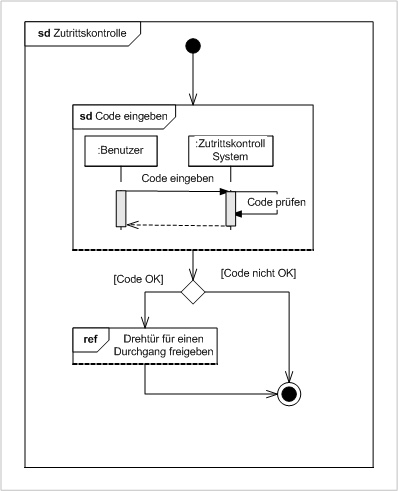 sd Zutrittskontrolle
sd Code eingeben
:Benutzer
:Zutrittskontroll
System
Code eingeben
Code prüfen
[Code OK]
[Code nicht OK]
ref
Drehtür für einen
Durchgang freigeben